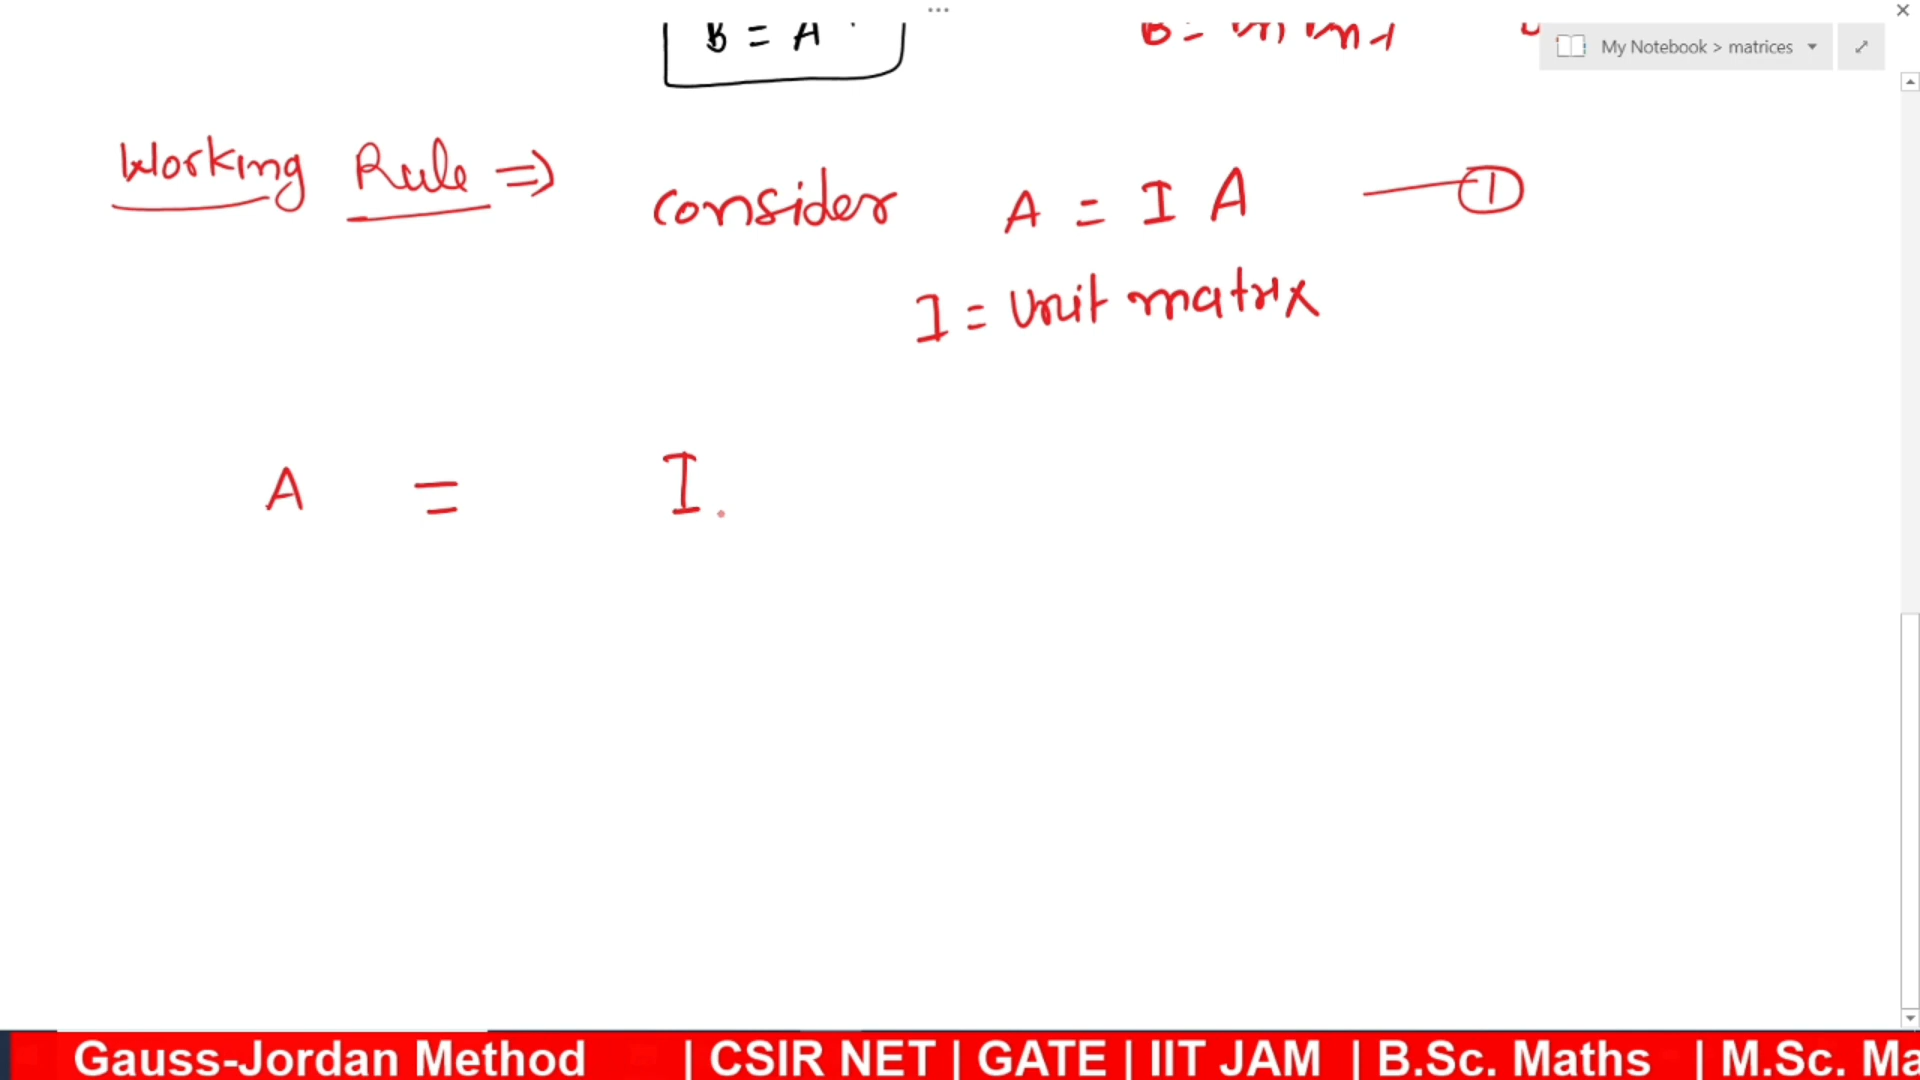 B = A
My Notebook > matrices
Working Rule ⇒ consider A = I A — ①
I = Unit matrix
A = I
Gauss-Jordan Method | CSIR NET | GATE | IIT JAM | B.Sc. Maths | M.Sc. Ma